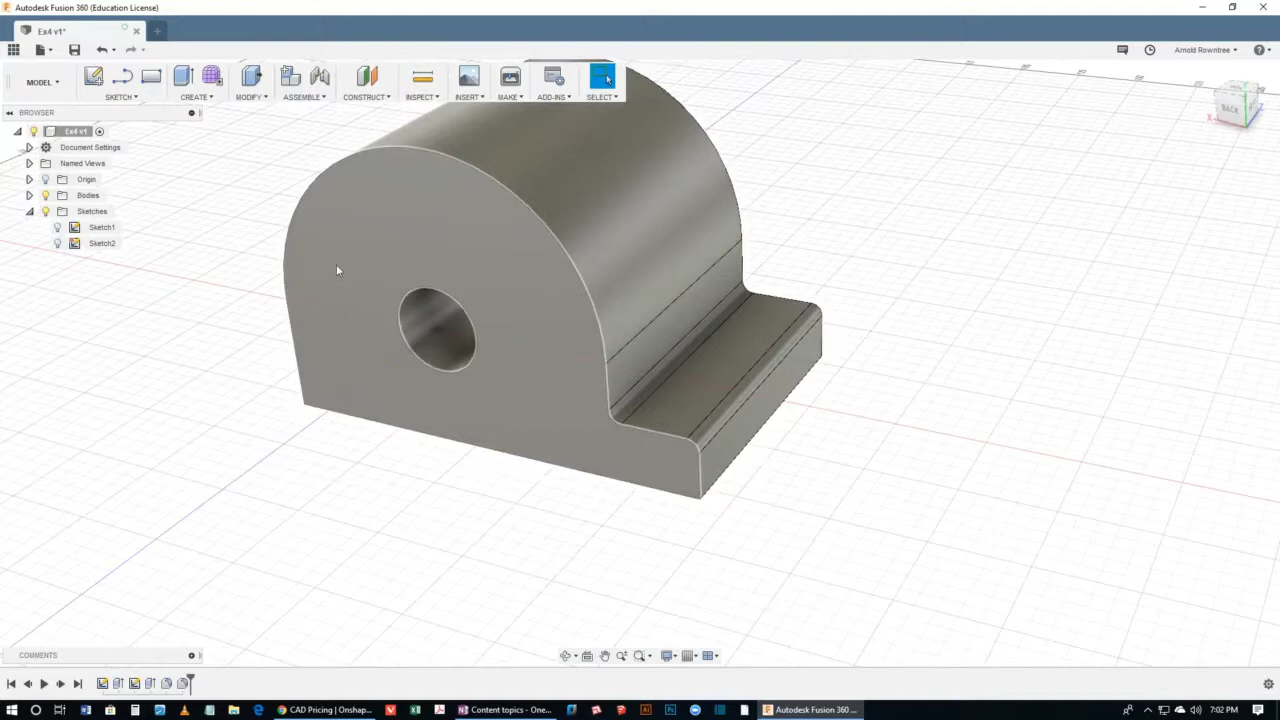 Autodesk Fusion 360 (Education License)
Ex4 v1*
Arnold Rowntree
MODEL
SKETCH
CREATE
MODIFY
ASSEMBLE
CONSTRUCT
INSPECT
INSERT
MAKE
ADD-INS
SELECT
BROWSER
Ex4 v1
Document Settings
Named Views
Origin
Bodies
Sketches
Sketch1
Sketch2
BACK
X
Z
COMMENTS
CAD Pricing | Onshap...
Content topics - One...
Autodesk Fusion 360 ...
7:02 PM